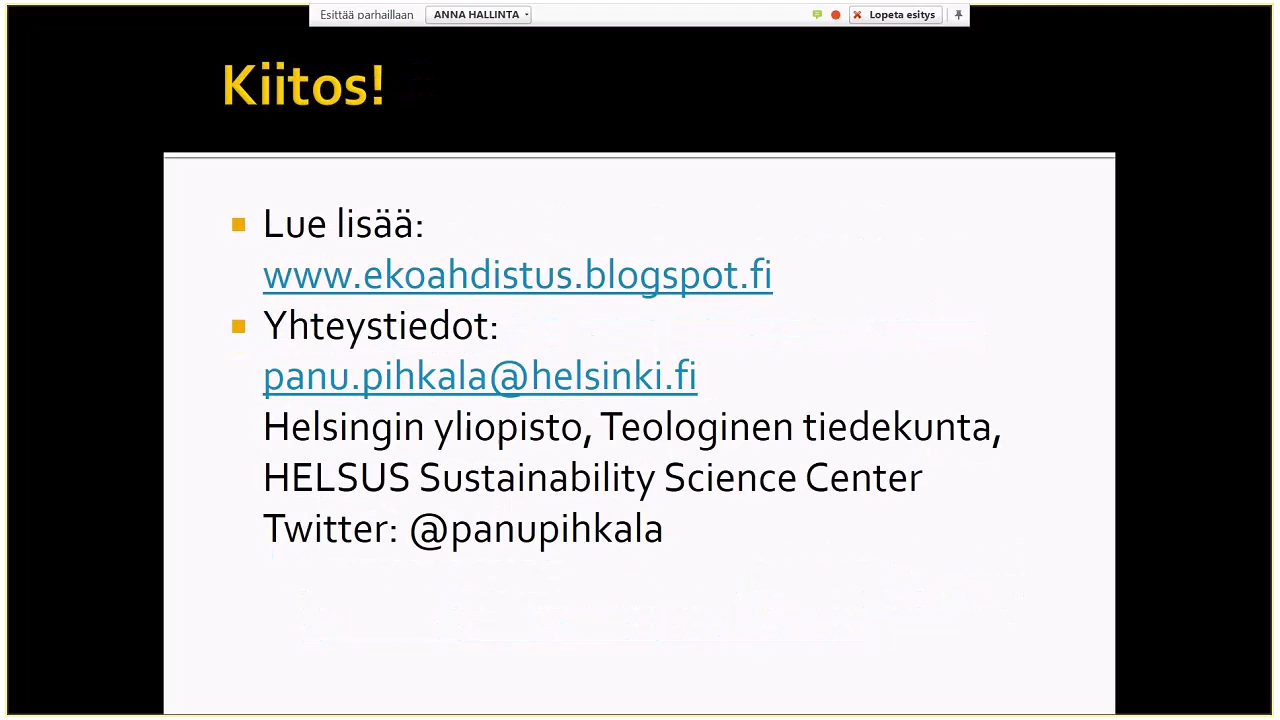 Esittää parhaillaan ANNA HALLINTA Lopeta esitys
Kiitos!
Lue lisää:
www.ekoahdistus.blogspot.fi
Yhteystiedot:
panu.pihkala@helsinki.fi
Helsingin yliopisto, Teologinen tiedekunta,
HELSUS Sustainability Science Center
Twitter: @panupihkala